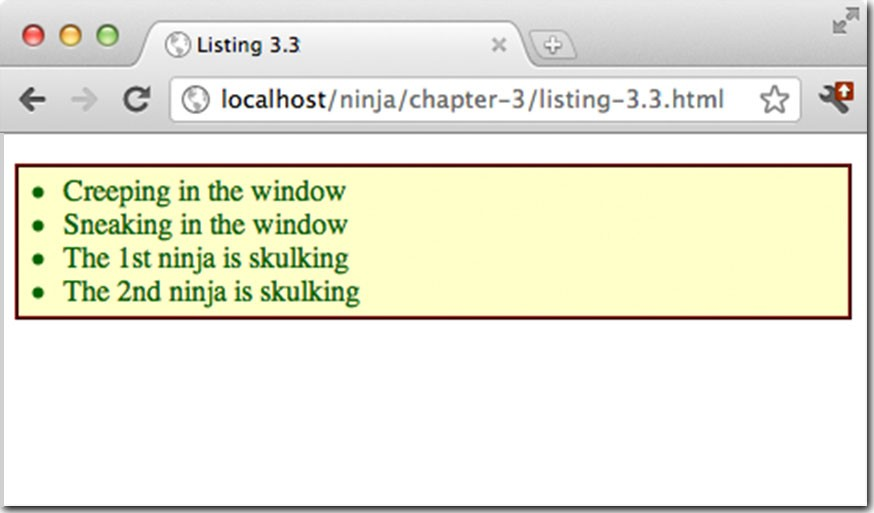 Listing 3.3
localhost/ninja/chapter-3/listing-3.3.html
Creeping in the window
Sneaking in the window
The 1st ninja is skulking
The 2nd ninja is skulking